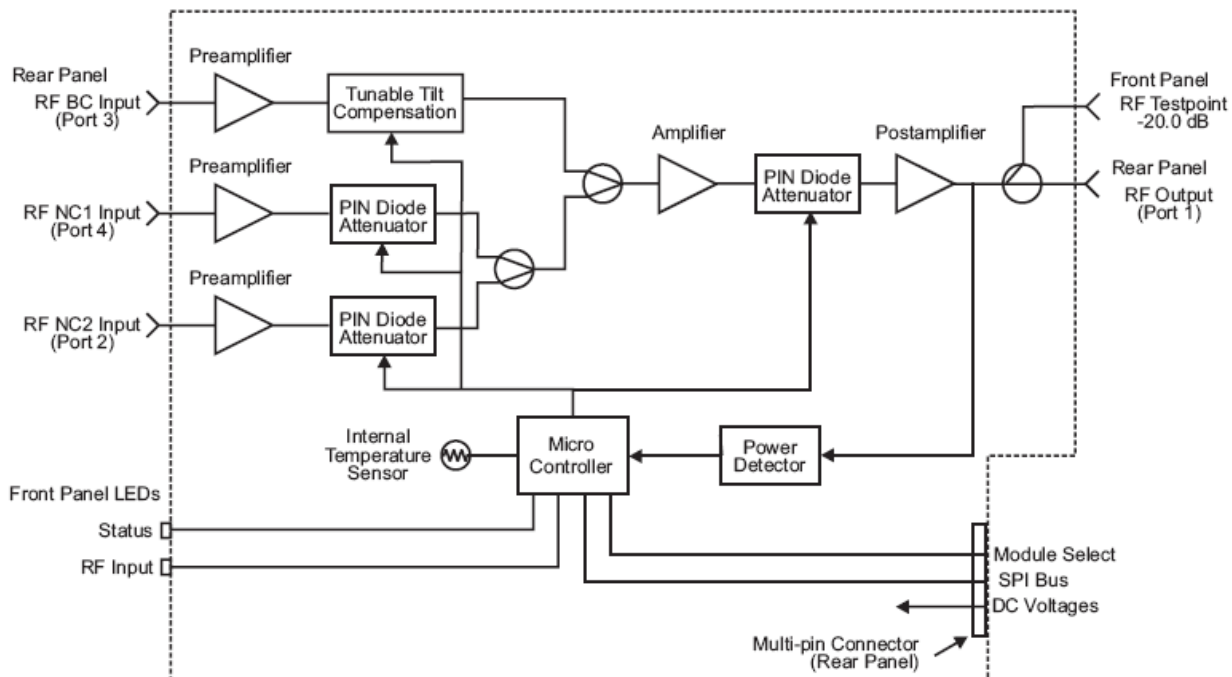 Preamplifier
Rear Panel
RF BC Input
(Port 3)
Tunable Tilt
Compensation
Front Panel
RF Testpoint
-20.0 dB
Amplifier
Postamplifier
Preamplifier
Rear Panel
RF NC1 Input
(Port 4)
PIN Diode
Attenuator
PIN Diode
Attenuator
RF Output
(Port 1)
Preamplifier
RF NC2 Input
(Port 2)
PIN Diode
Attenuator
Internal
Temperature
Sensor
Micro
Controller
Power
Detector
Front Panel LEDs
Status
RF Input
Module Select
SPI Bus
DC Voltages
Multi-pin Connector
(Rear Panel)